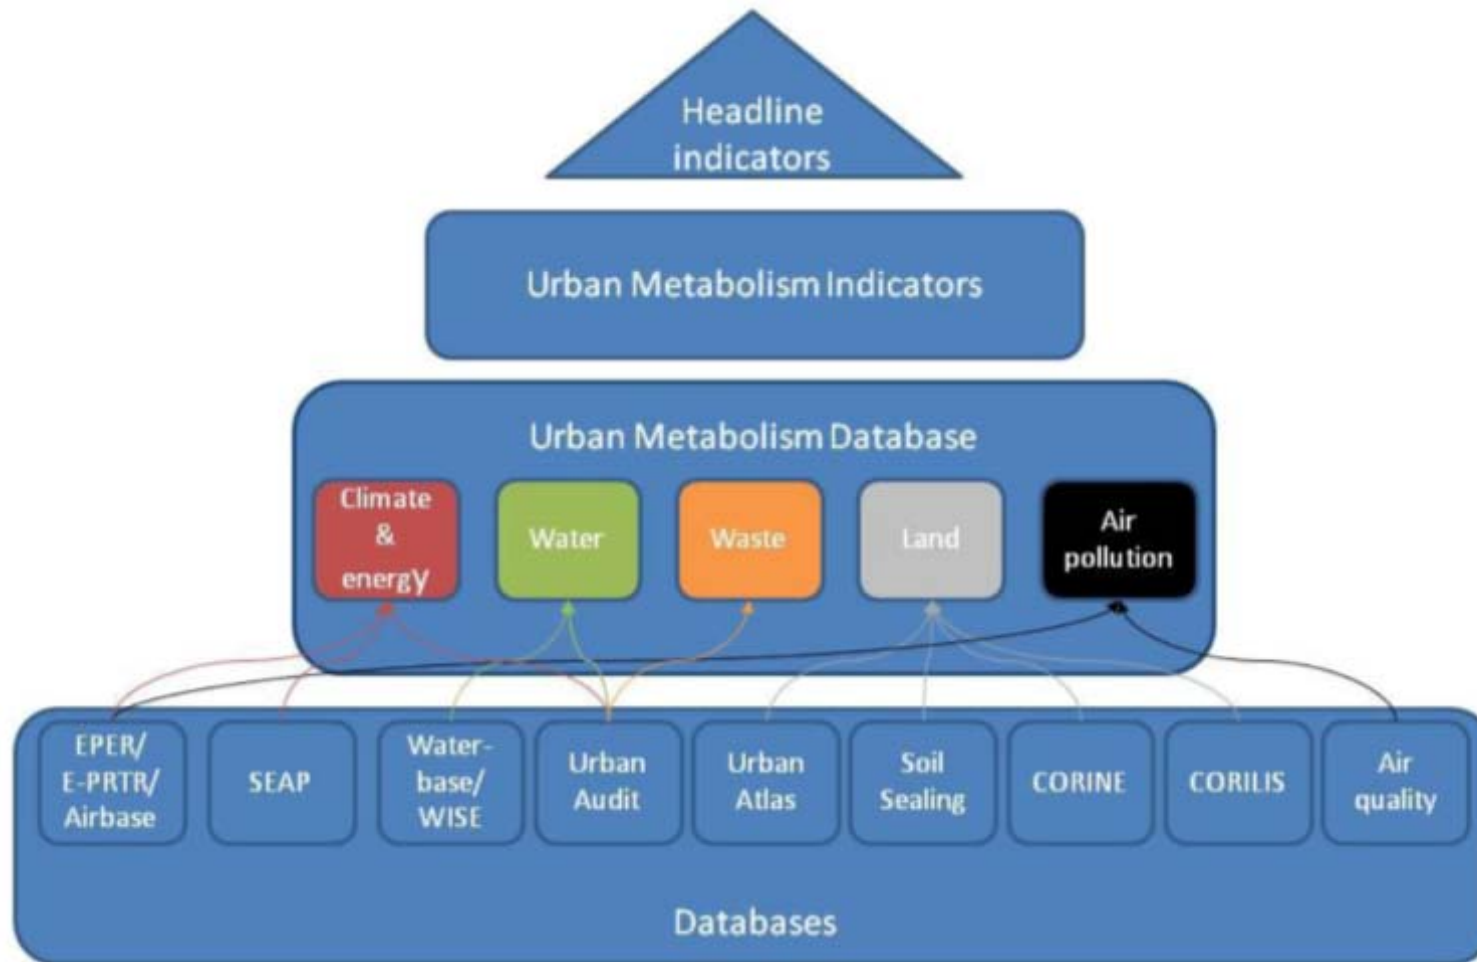 Headline
indicators
Urban Metabolism Indicators
Urban Metabolism Database
Climate
&
energy
Water
Waste
Land
Air
pollution
EPER/
E-PRTR/
Airbase
SEAP
Water-
base/
WISE
Urban
Audit
Urban
Atlas
Soil
Sealing
CORINE
CORILIS
Air
quality
Databases